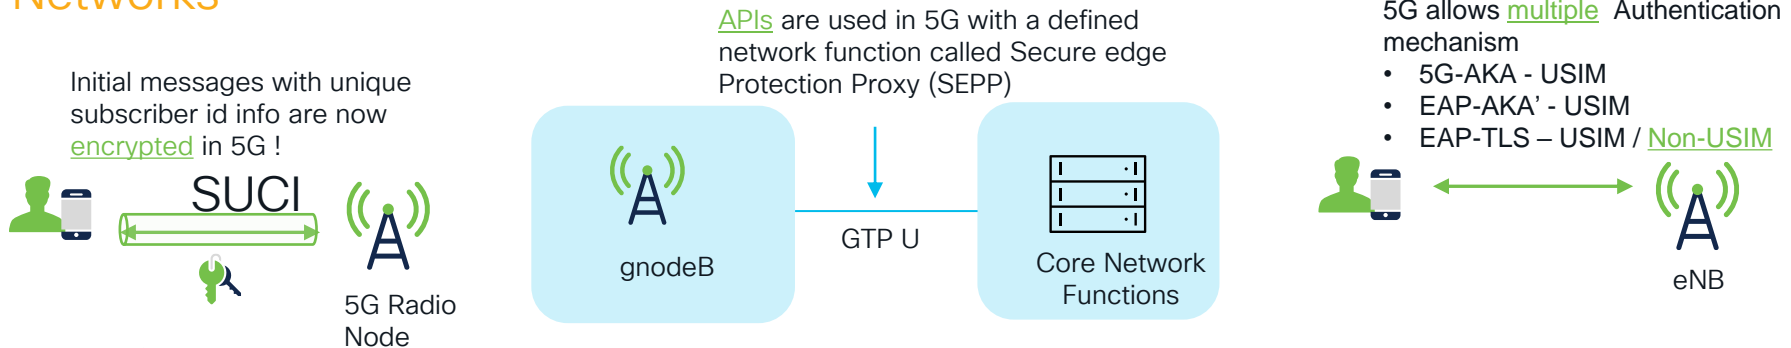 Networks
Initial messages with unique
subscriber id info are now
encrypted in 5G !
SUCI
5G Radio
Node
APIs are used in 5G with a defined
network function called Secure edge
Protection Proxy (SEPP)
gnodeB
GTP U
Core Network
Functions
5G allows multiple Authentication
mechanism
• 5G-AKA - USIM
• EAP-AKA’ - USIM
• EAP-TLS – USIM / Non-USIM
eNB